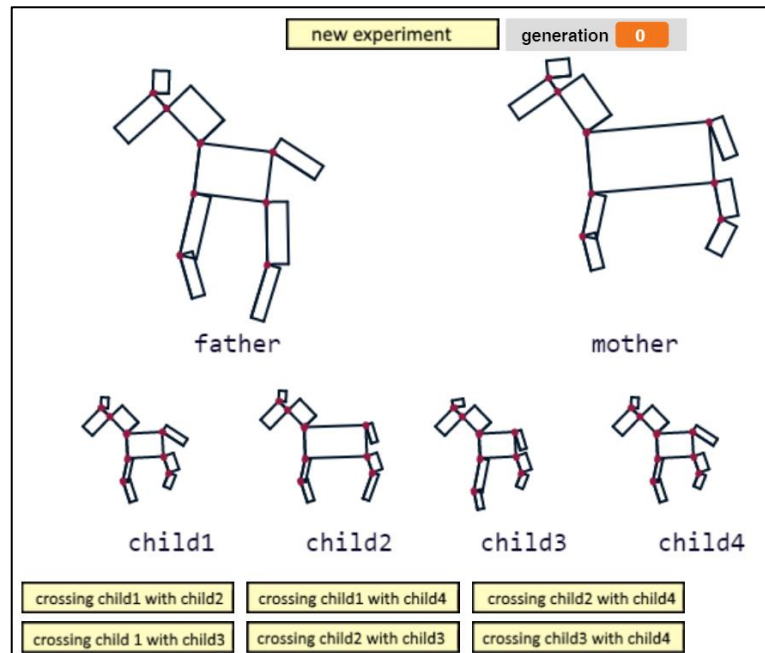 new experiment
generation 0
father
mother
child1
child2
child3
child4
crossing child1 with child2
crossing child1 with child4
crossing child2 with child4
crossing child 1 with child3
crossing child2 with child3
crossing child3 with child4